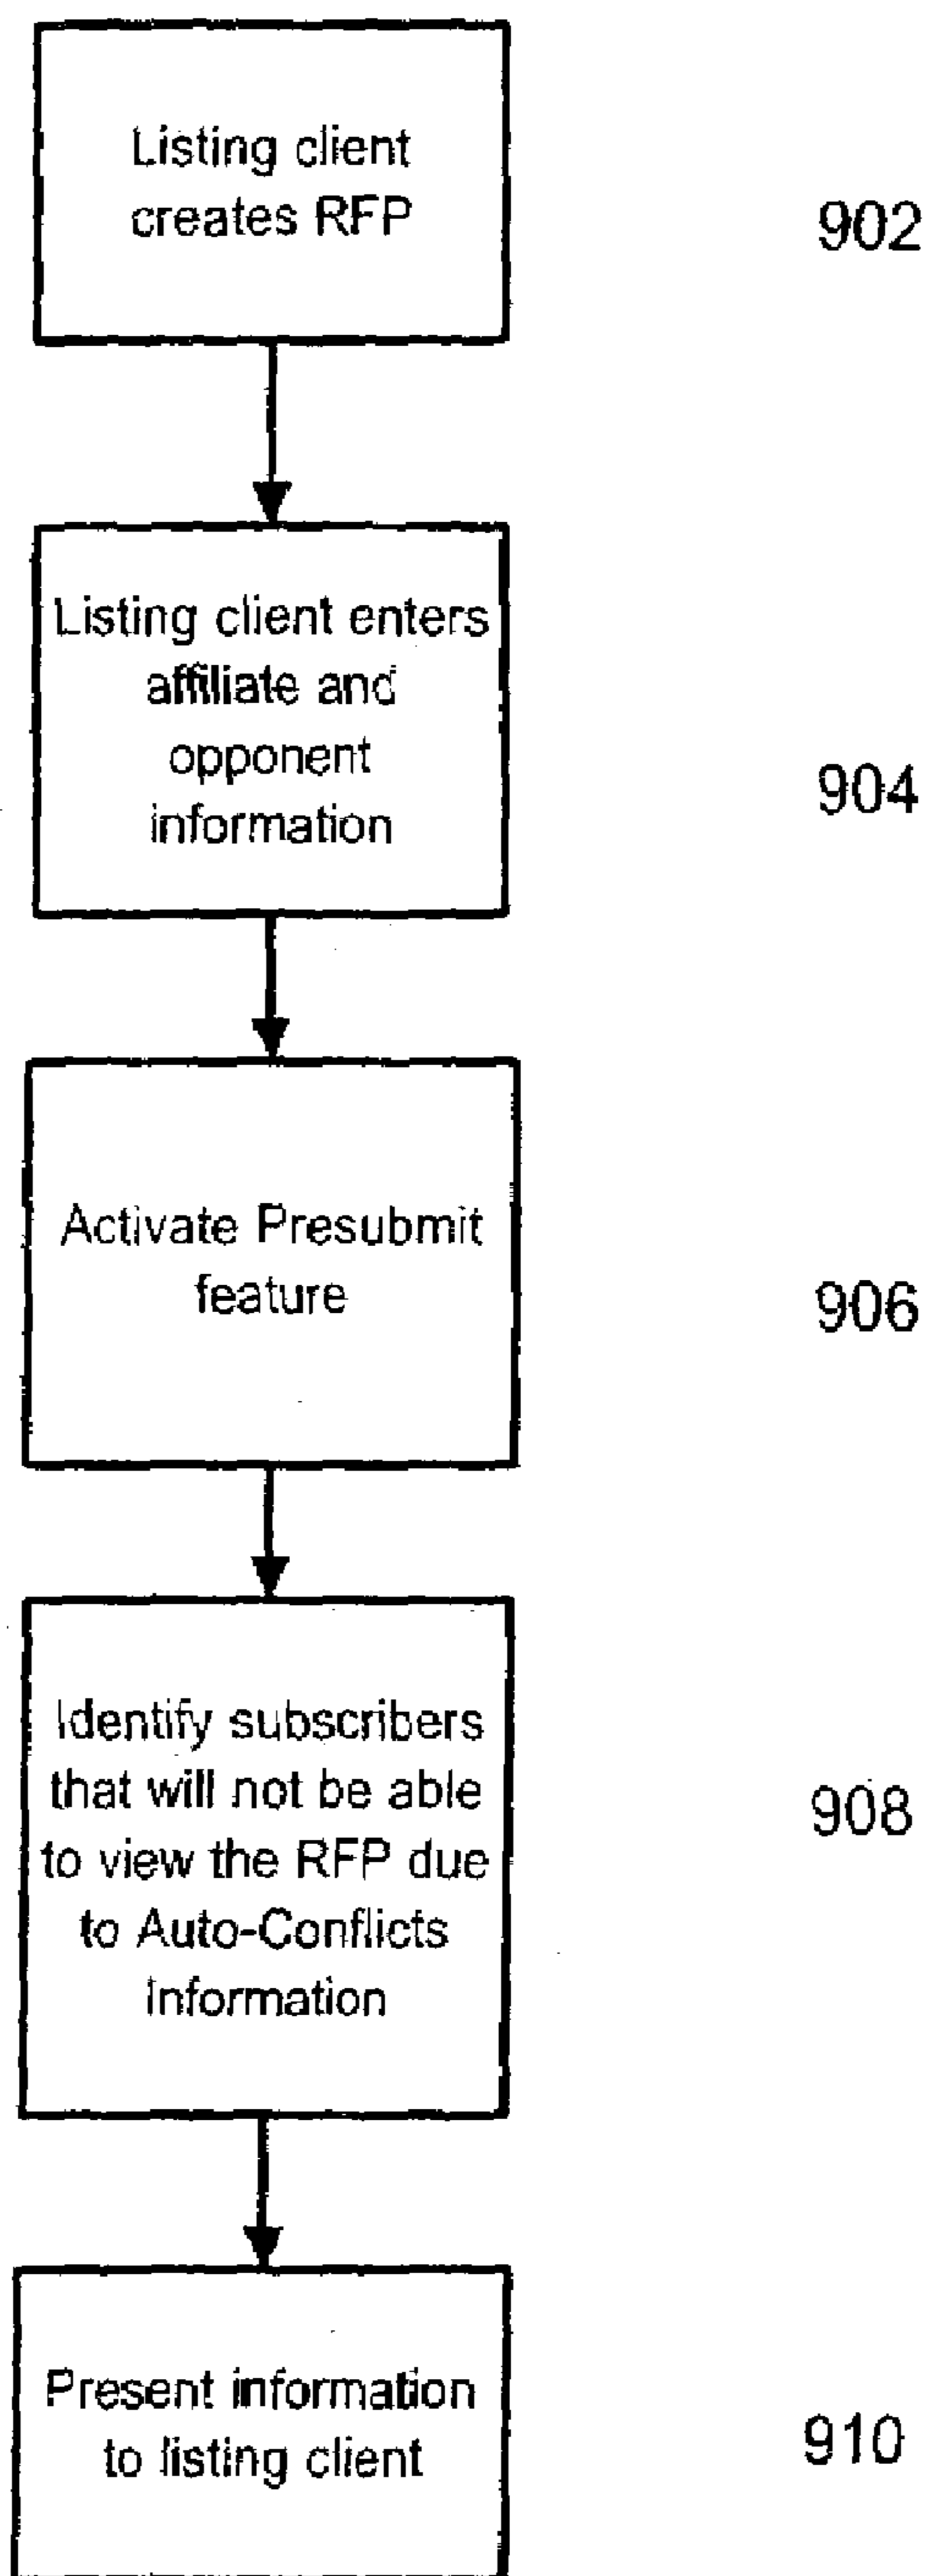 Listing client
creates RFP
902
Listing client enters
affiliate and
opponent
information
904
Activate Presubmit
feature
906
Identify subscribers
that will not be able
to view the RFP due
to Auto-Conflicts
Information
908
Present information
to listing client
910